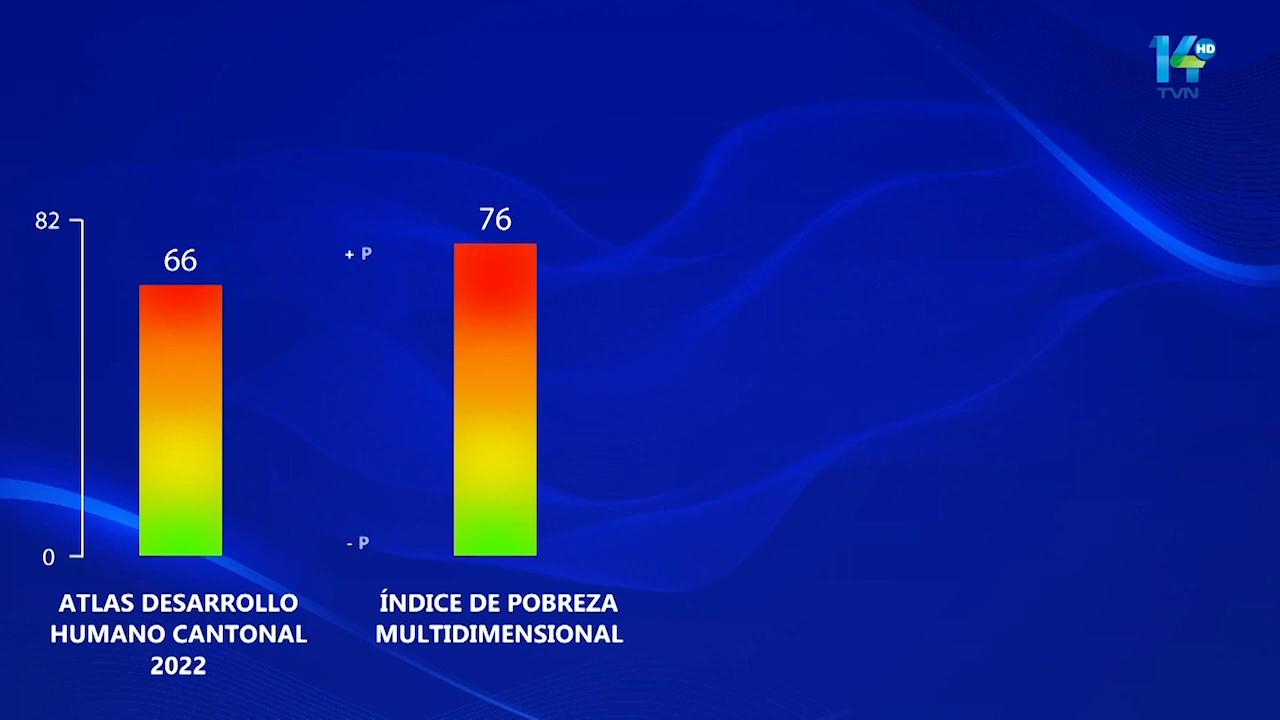 14 HD
TVN
82
66
+ P
76
0
- P
ATLAS DESARROLLO
HUMANO CANTONAL
2022
ÍNDICE DE POBREZA
MULTIDIMENSIONAL